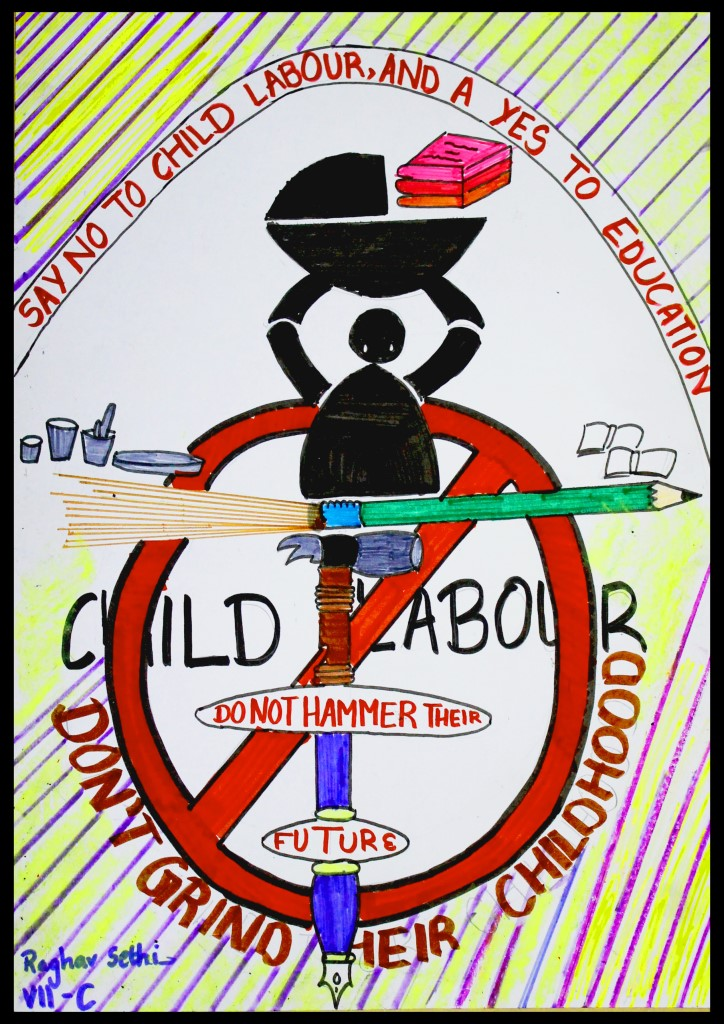 SAY NO TO CHILD LABOUR, AND A YES TO EDUCATION
CHILD LABOUR
DO NOT HAMMER THEIR
FUTURE
DON'T GRIND THEIR CHILDHOOD
Raghav Sethi
VII-C